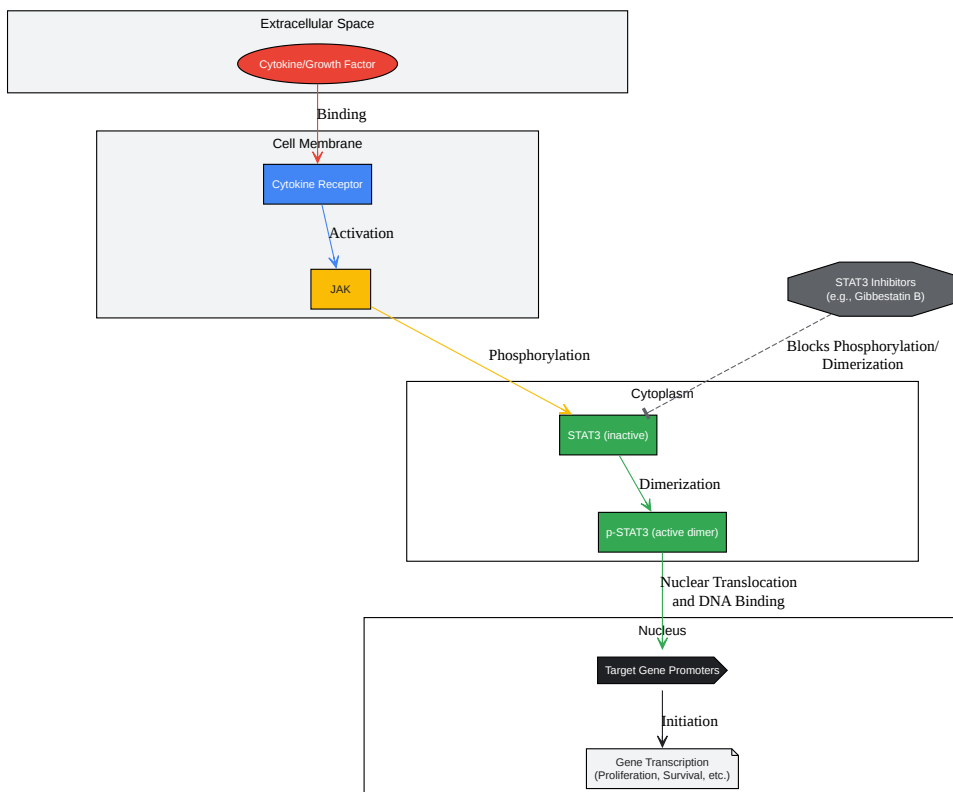 Extracellular Space
Cytokine/Growth Factor
Binding
Cell Membrane
Cytokine Receptor
Activation
JAK
STAT3 Inhibitors
(e.g., Gibbestatin B)
Phosphorylation
Blocks Phosphorylation/
Dimerization
Cytoplasm
STAT3 (inactive)
Dimerization
p-STAT3 (active dimer)
Nuclear Translocation
and DNA Binding
Nucleus
Target Gene Promoters
Initiation
Gene Transcription
(Proliferation, Survival, etc.)